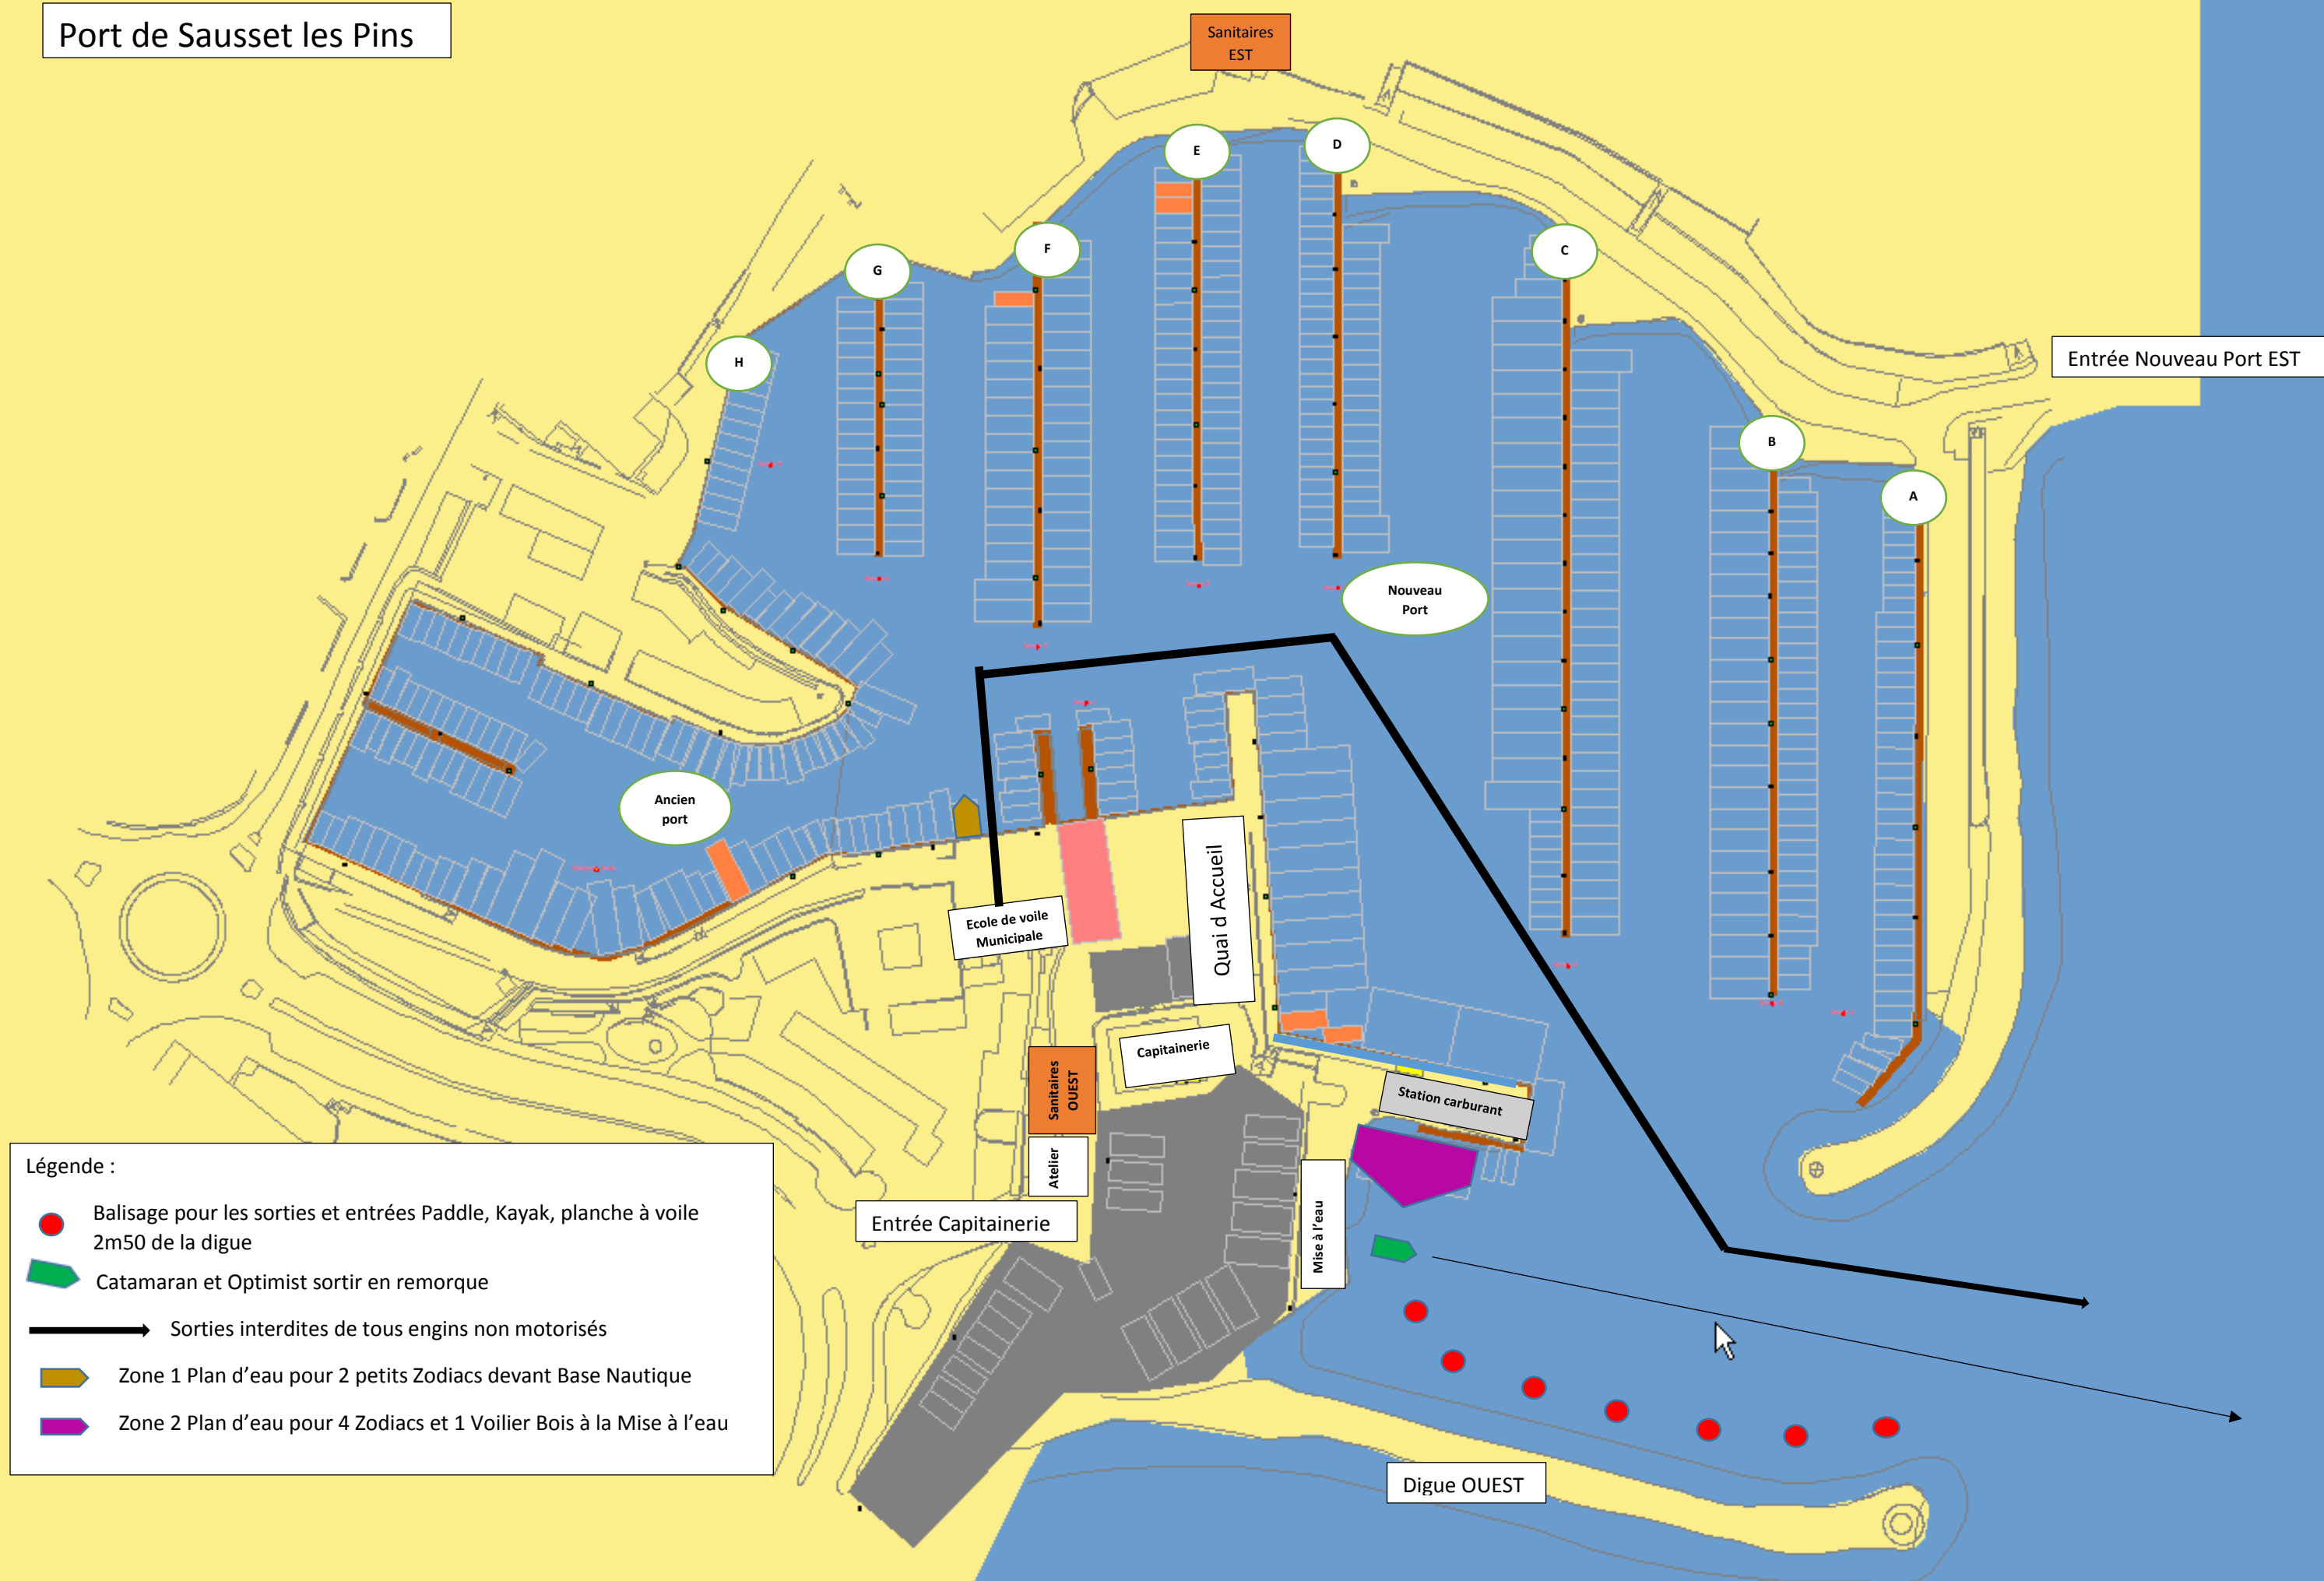 Port de Sausset les Pins
Sanitaires
EST
E
D
F
C
G
H
Entrée Nouveau Port EST
B
A
Nouveau
Port
Ancien
port
Quai d Accueil
Ecole de voile
Municipale
Capitainerie
Sanitaires
OUEST
Station carburant
Atelier
Mise à l'eau
Entrée Capitainerie
Digue OUEST
Légende :
Balisage pour les sorties et entrées Paddle, Kayak, planche à voile
2m50 de la digue
Catamaran et Optimist sortir en remorque
Sorties interdites de tous engins non motorisés
Zone 1 Plan d'eau pour 2 petits Zodiacs devant Base Nautique
Zone 2 Plan d'eau pour 4 Zodiacs et 1 Voilier Bois à la Mise à l'eau